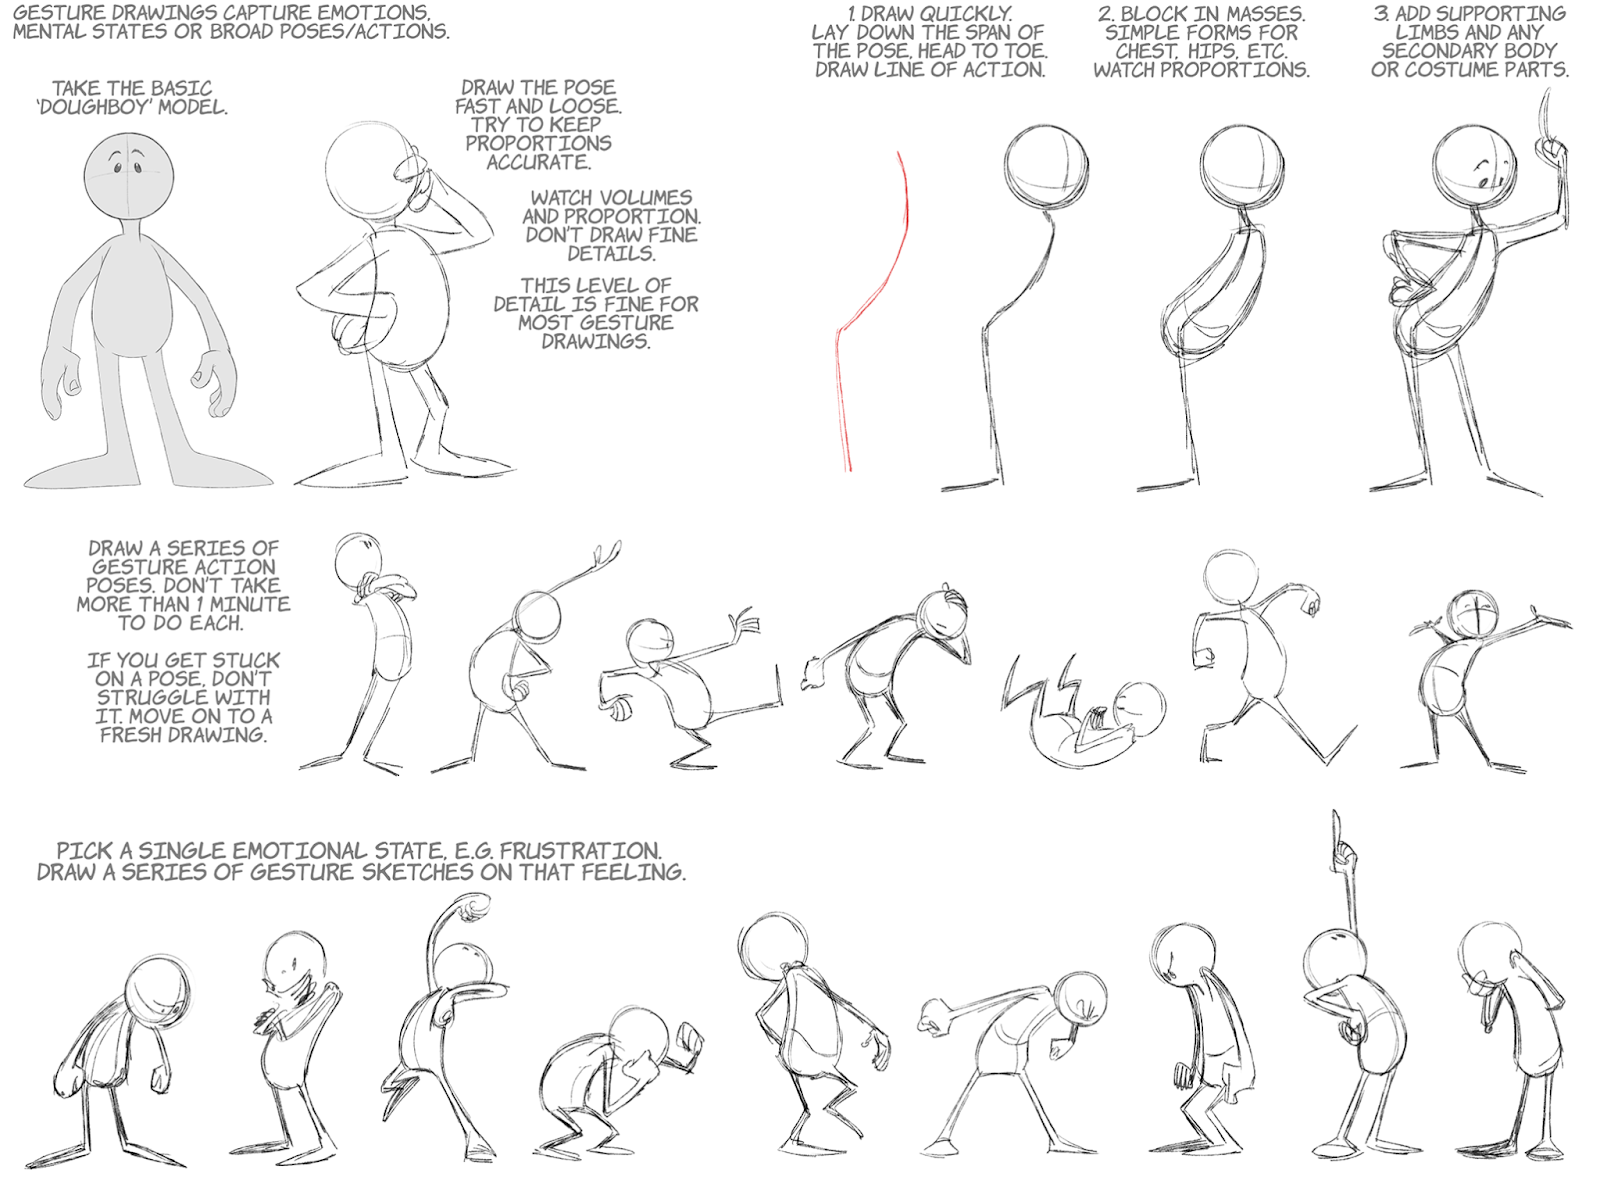 GESTURE DRAWINGS CAPTURE EMOTIONS,
MENTAL STATES OR BROAD POSES/ACTIONS.
TAKE THE BASIC
'DOUGHBOY' MODEL.
DRAW THE POSE
FAST AND LOOSE.
TRY TO KEEP
PROPORTIONS
ACCURATE.
WATCH VOLUMES
AND PROPORTION.
DON'T DRAW FINE
DETAILS.
THIS LEVEL OF
DETAIL IS FINE FOR
MOST GESTURE
DRAWINGS.
1. DRAW QUICKLY.
LAY DOWN THE SPAN OF
THE POSE, HEAD TO TOE.
DRAW LINE OF ACTION.
2. BLOCK IN MASSES.
SIMPLE FORMS FOR
CHEST, HIPS, ETC.
WATCH PROPORTIONS.
3. ADD SUPPORTING
LIMBS AND ANY
SECONDARY BODY
OR COSTUME PARTS.
DRAW A SERIES OF
GESTURE ACTION
POSES. DON'T TAKE
MORE THAN 1 MINUTE
TO DO EACH.
IF YOU GET STUCK
ON A POSE, DON'T
STRUGGLE WITH
IT. MOVE ON TO A
FRESH DRAWING.
PICK A SINGLE EMOTIONAL STATE, E.G. FRUSTRATION.
DRAW A SERIES OF GESTURE SKETCHES ON THAT FEELING.